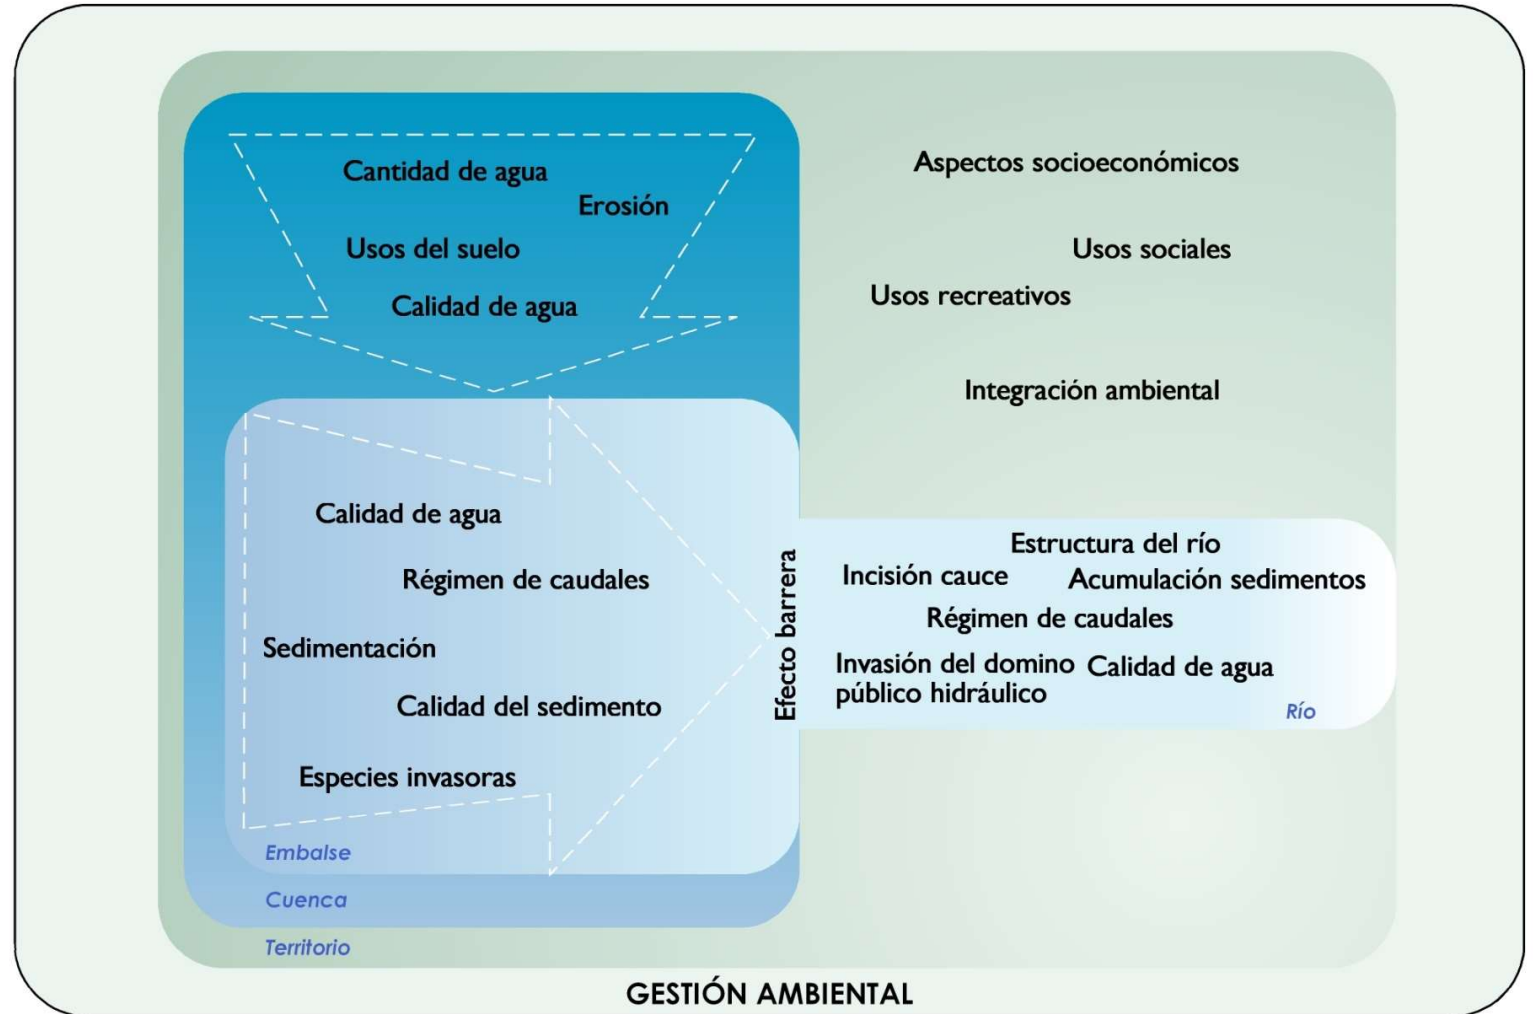 Cantidad de agua
Erosión
Usos del suelo
Calidad de agua
Aspectos socioeconómicos
Usos sociales
Usos recreativos
Integración ambiental
Calidad de agua
Régimen de caudales
Sedimentación
Calidad del sedimento
Especies invasoras
Efecto barrera
Estructura del río
Incisión cauce
Acumulación sedimentos
Régimen de caudales
Invasión del domino
público hidráulico
Calidad de agua
Río
Embalse
Cuenca
Territorio
GESTIÓN AMBIENTAL